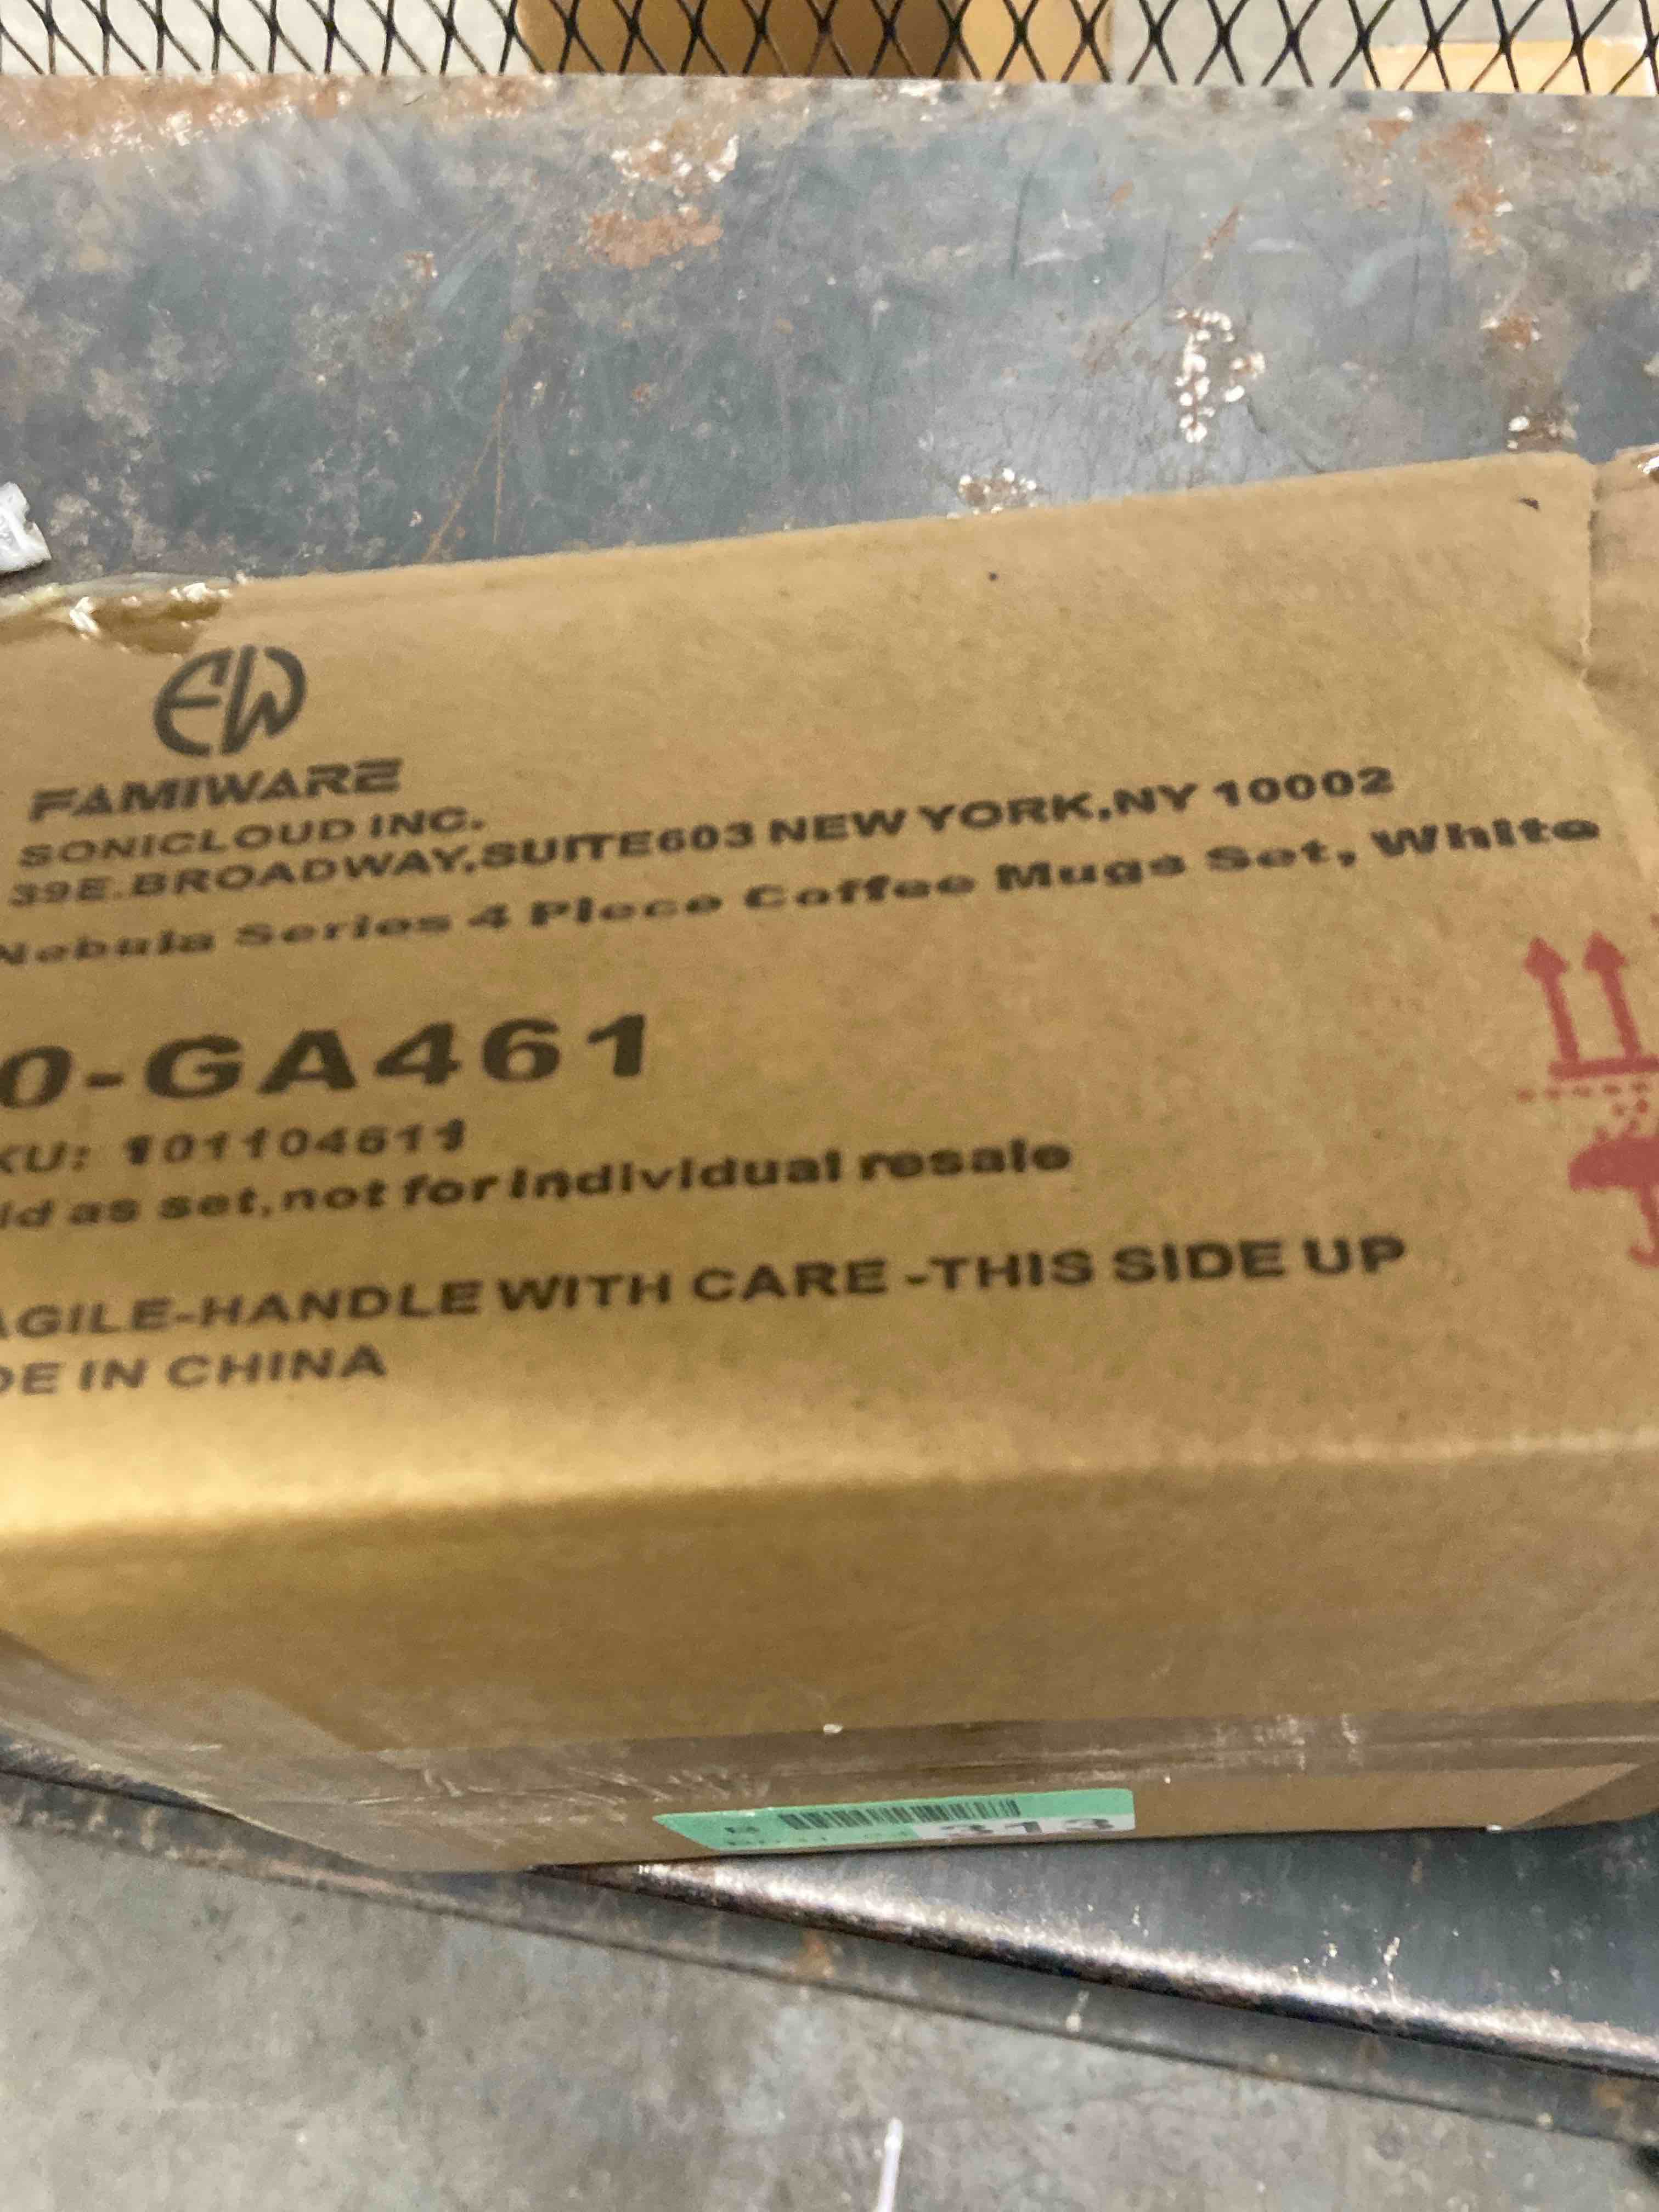 FW
FAMIWARE
SONICLOUD INC.
39E.BROADWAY,SUITE603 NEW YORK,NY 10002
Nebula Series 4 Piece Coffee Mugs Set, White
0-GA461
KU: 101104611
ld as set,not for individual resale
AGILE-HANDLE WITH CARE -THIS SIDE UP
DE IN CHINA
313